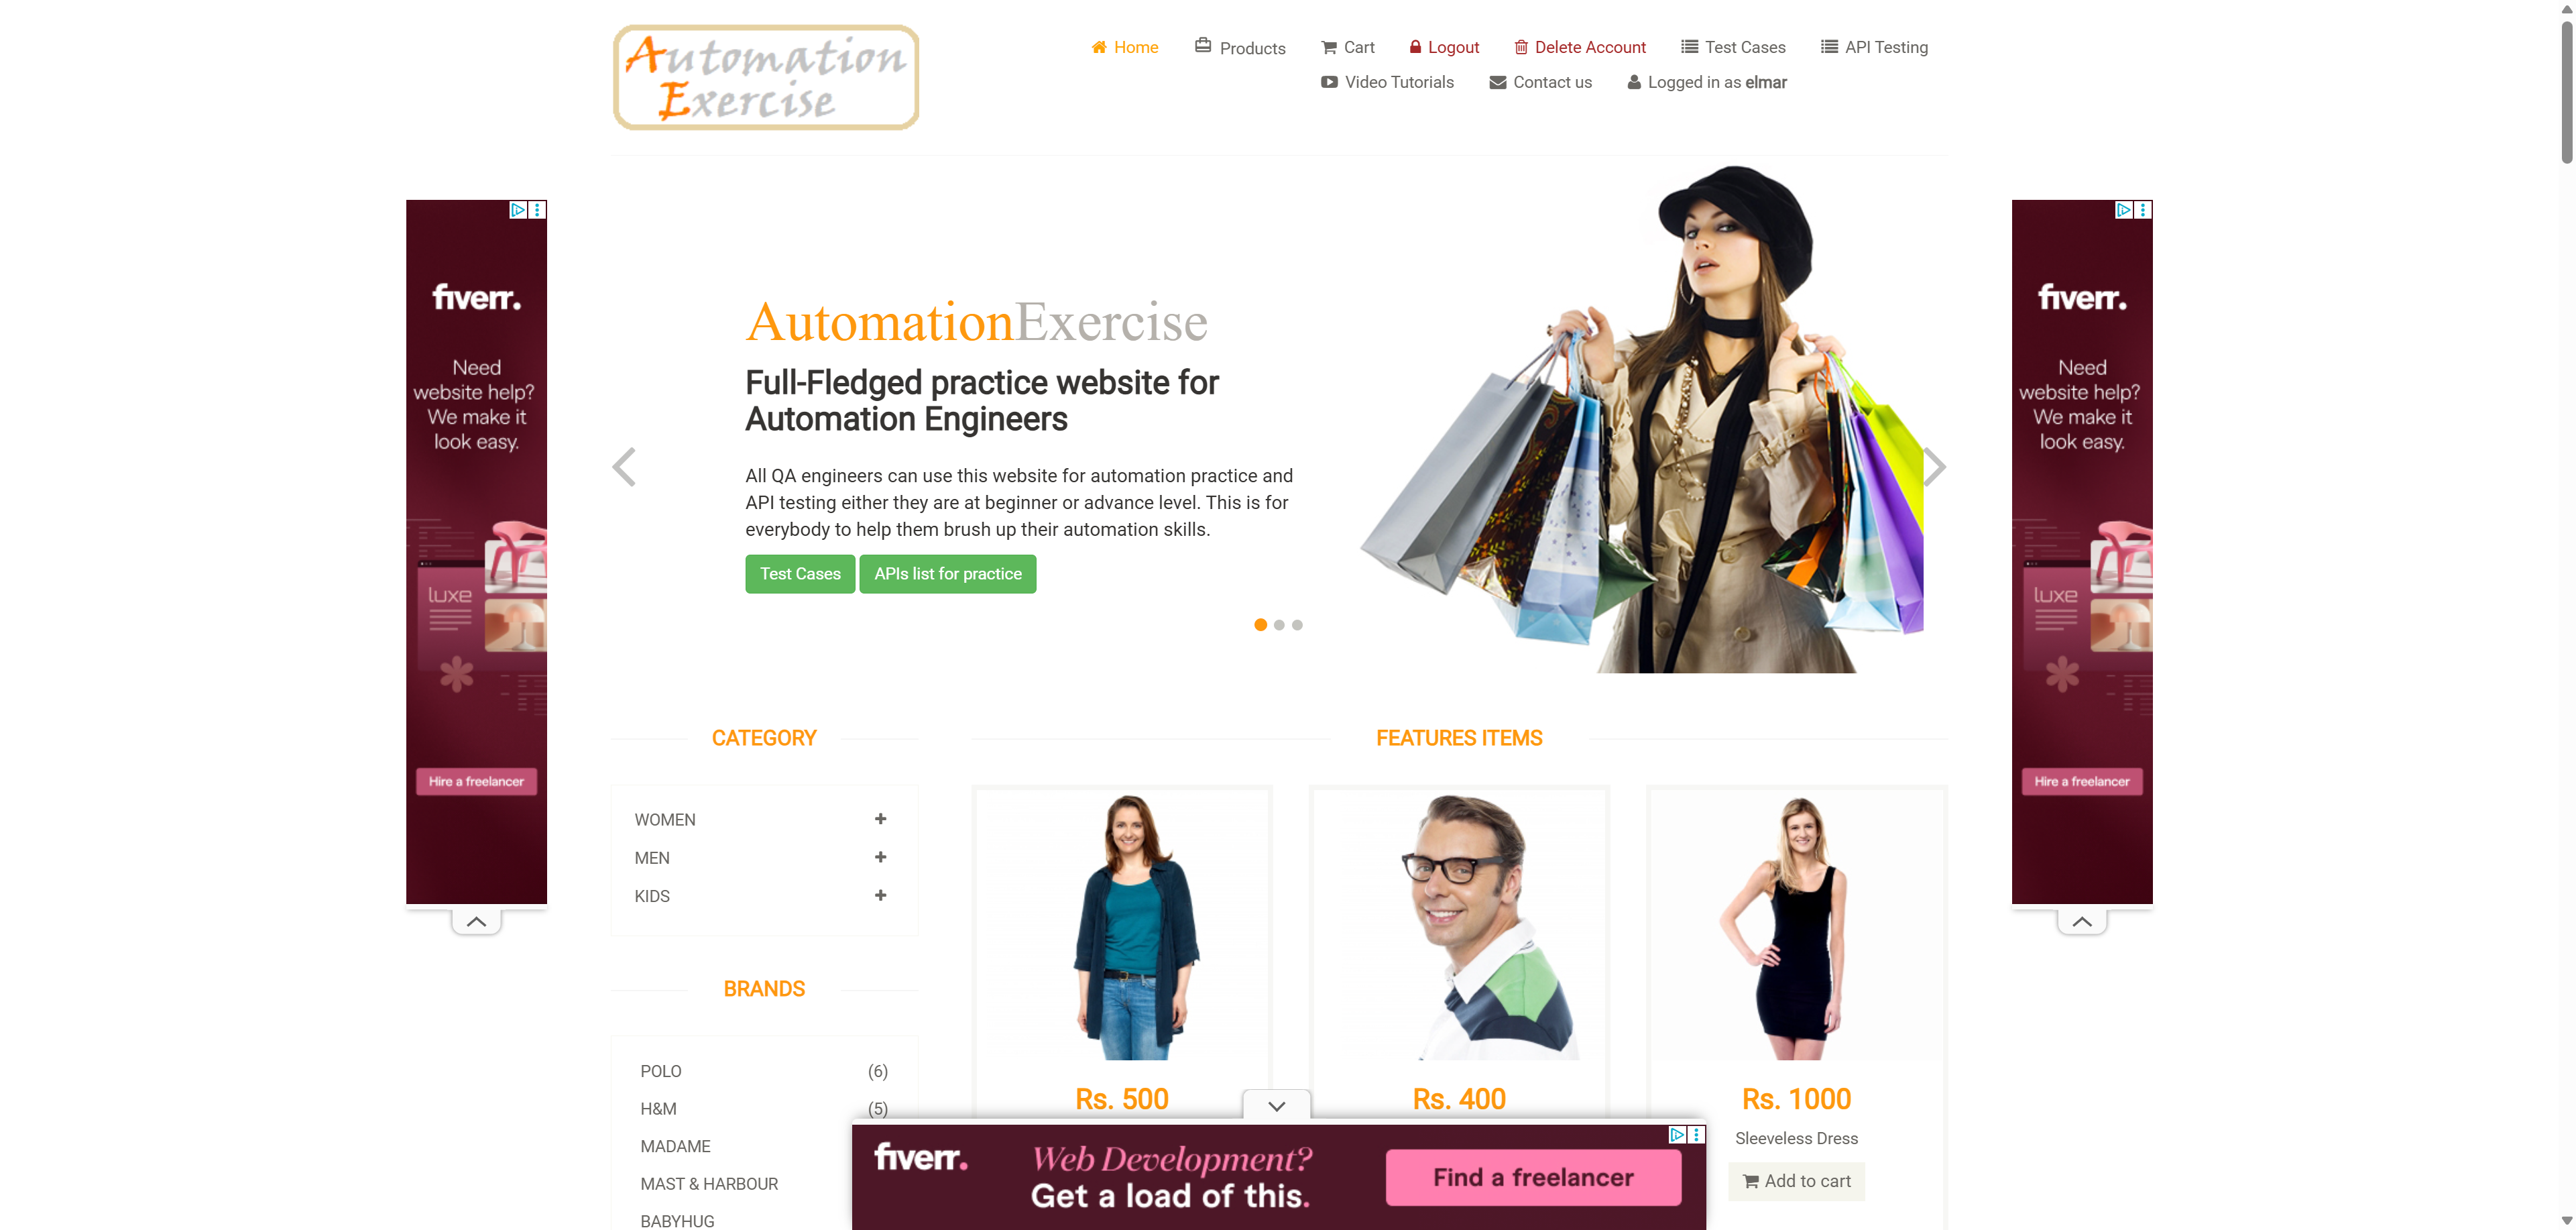 Automation
Exercise
Home Products Cart Logout Delete Account Test Cases API Testing
Video Tutorials Contact us Logged in as elmar
fiverr.
Need
website help?
We make it
look easy.
luxe
Hire a freelancer
AutomationExercise
Full-Fledged practice website for
Automation Engineers
All QA engineers can use this website for automation practice and
API testing either they are at beginner or advance level. This is for
everybody to help them brush up their automation skills.
Test Cases APIs list for practice
fiverr.
Need
website help?
We make it
look easy.
luxe
Hire a freelancer
CATEGORY
WOMEN
MEN
KIDS
BRANDS
POLO (6)
H&M (5)
MADAME
MAST & HARBOUR
BABYHUG
FEATURES ITEMS
Rs. 500
Rs. 400
Rs. 1000
Sleeveless Dress
Add to cart
fiverr.
Web Development?
Get a load of this.
Find a freelancer